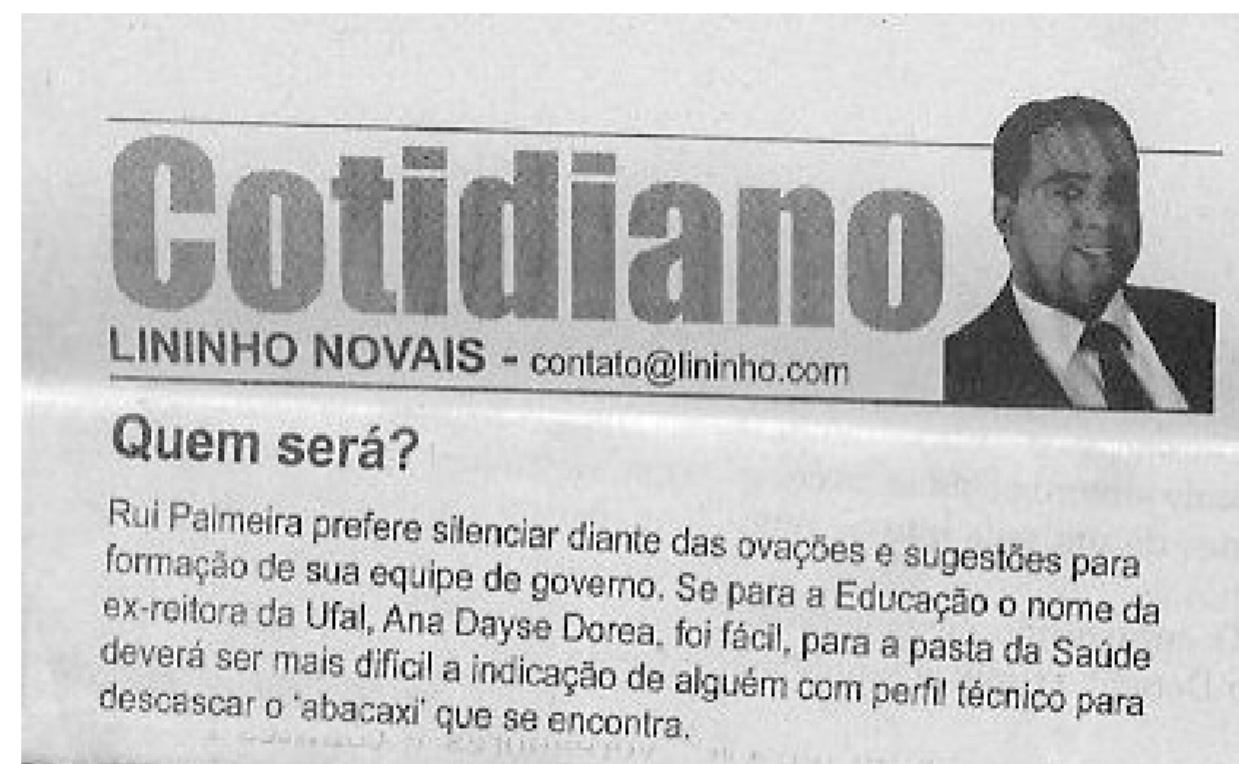 Cotidiano
LININHO NOVAIS - contato@lininho.com
Quem será?
Rui Palmeira prefere silenciar diante das ovações e sugestões para
formação de sua equipe de governo. Se para a Educação o nome da
ex-reitora da Ufal, Ana Dayse Dorea, foi fácil, para a pasta da Saúde
deverá ser mais difícil a indicação de alguém com perfil técnico para
descascar o 'abacaxi' que se encontra.